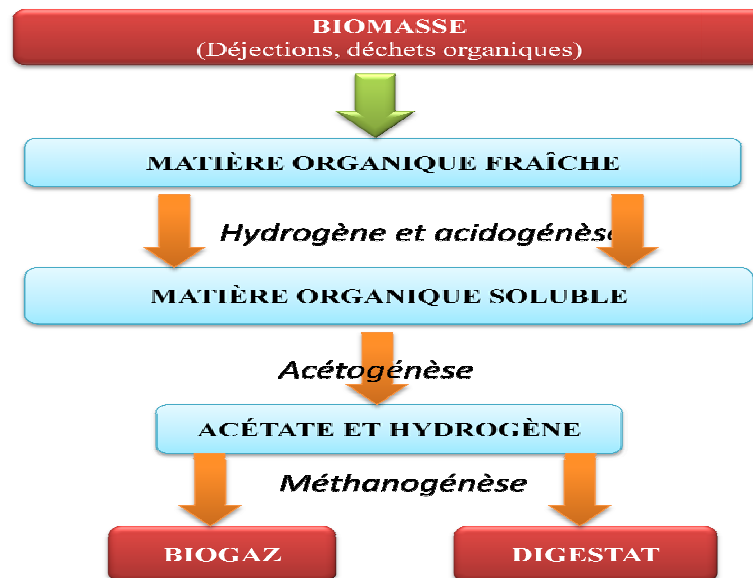 BIOMASSE
(Déjections, déchets organiques)
MATIÈRE ORGANIQUE FRAÎCHE
Hydrogène et acidogénèse
MATIÈRE ORGANIQUE SOLUBLE
Acétogénèse
ACÉTATE ET HYDROGÈNE
Méthanogénèse
BIOGAZ
DIGESTAT